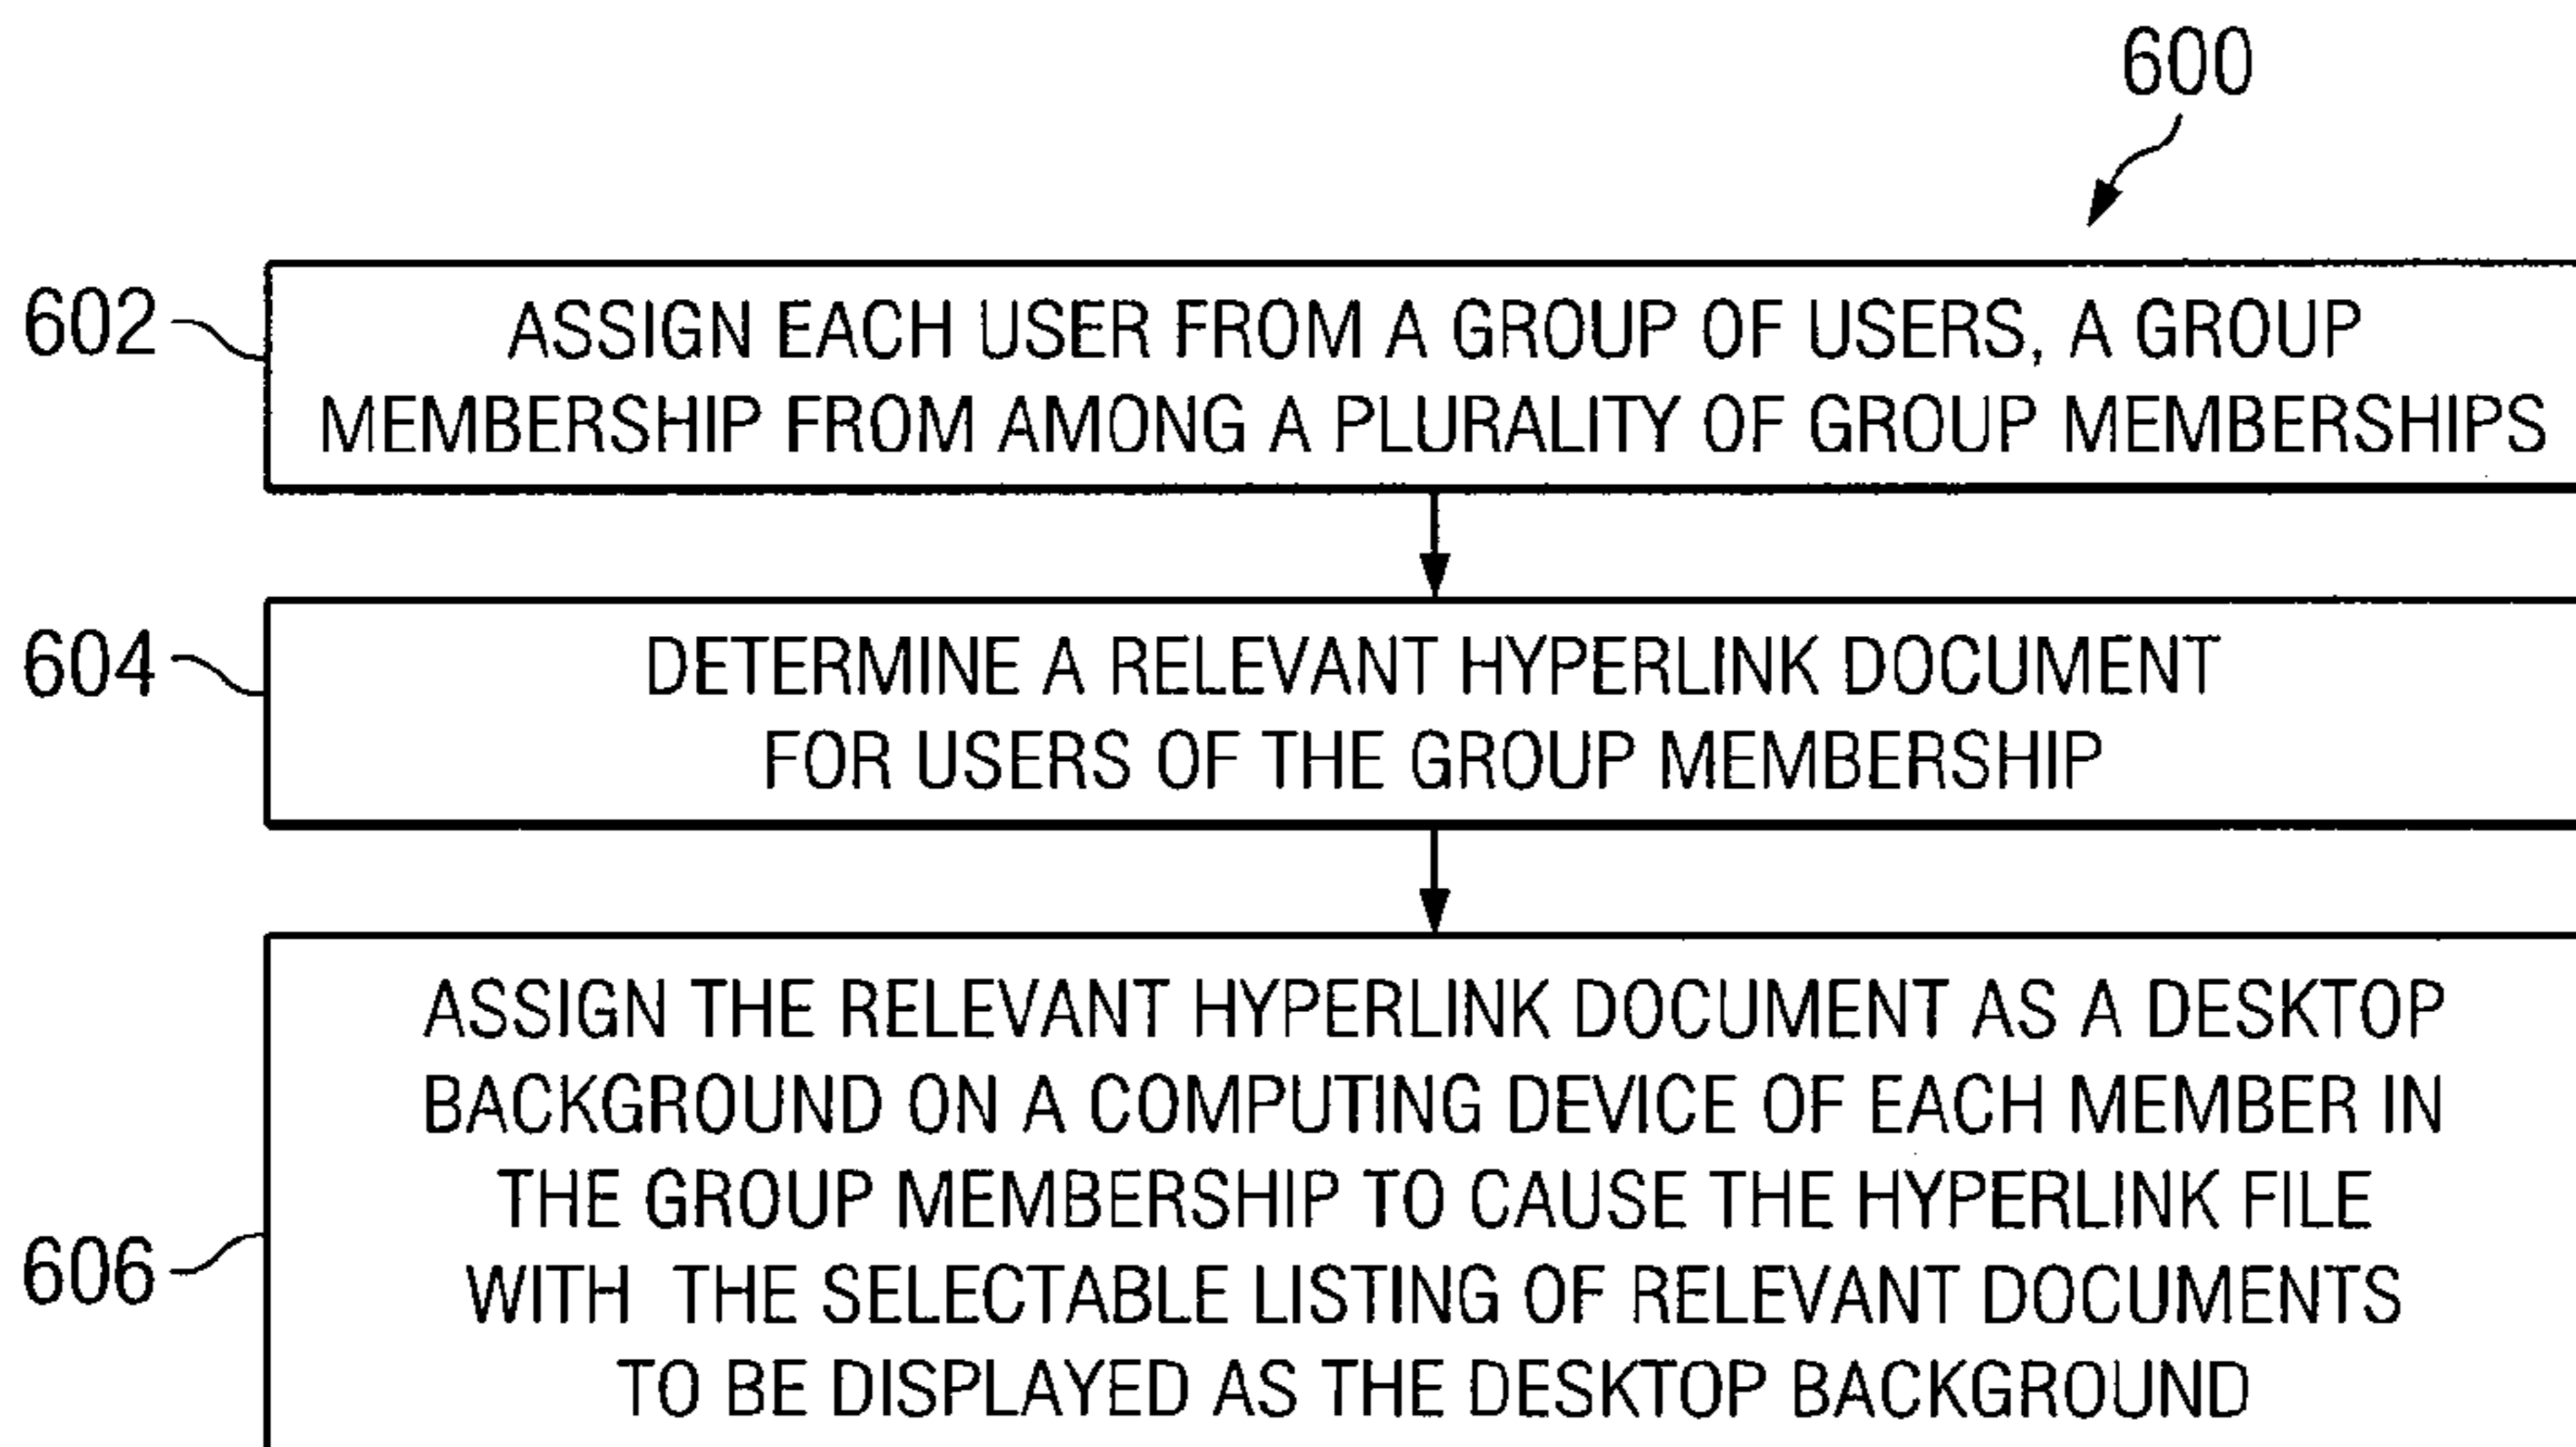 600
602
ASSIGN EACH USER FROM A GROUP OF USERS, A GROUP
MEMBERSHIP FROM AMONG A PLURALITY OF GROUP MEMBERSHIPS
604
DETERMINE A RELEVANT HYPERLINK DOCUMENT
FOR USERS OF THE GROUP MEMBERSHIP
606
ASSIGN THE RELEVANT HYPERLINK DOCUMENT AS A DESKTOP
BACKGROUND ON A COMPUTING DEVICE OF EACH MEMBER IN
THE GROUP MEMBERSHIP TO CAUSE THE HYPERLINK FILE
WITH THE SELECTABLE LISTING OF RELEVANT DOCUMENTS
TO BE DISPLAYED AS THE DESKTOP BACKGROUND